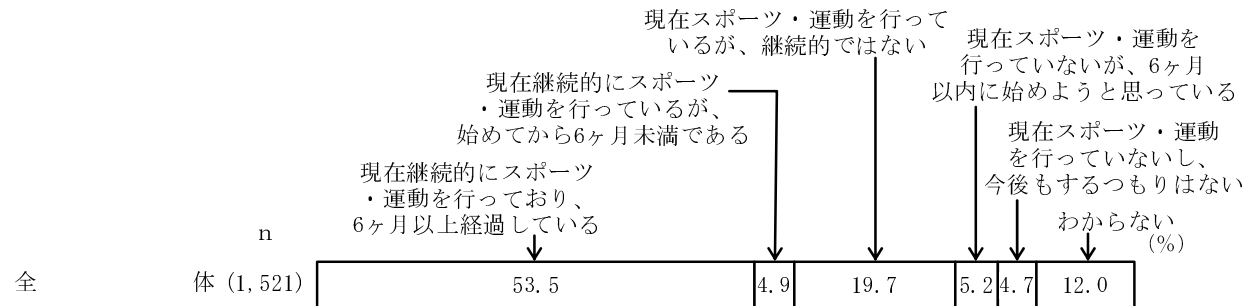 現在スポーツ・運動を行って
いるが、継続的ではない
現在スポーツ・運動を
行っていないが、6ヶ月
以内に始めようと思っている
現在継続的にスポーツ
・運動を行っているが、
始めてから6ヶ月未満である
現在スポーツ・運動
を行っていないし、
今後もするつもりはない
現在継続的にスポーツ
・運動を行っており、
6ヶ月以上経過している
わからない
n
(%)
全 体 (1,521) 53.5 4.9 19.7 5.2 4.7 12.0